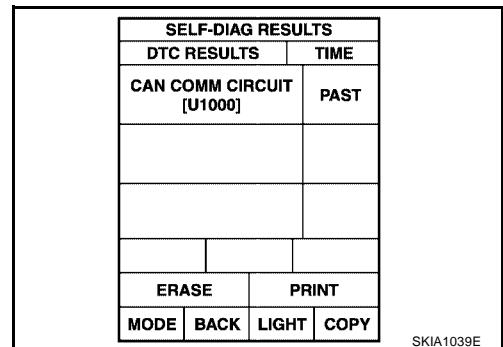 SELF-DIAG RESULTS
DTC RESULTS TIME
CAN COMM CIRCUIT
[U1000] PAST
ERASE PRINT
MODE BACK LIGHT COPY
SKIA1039E